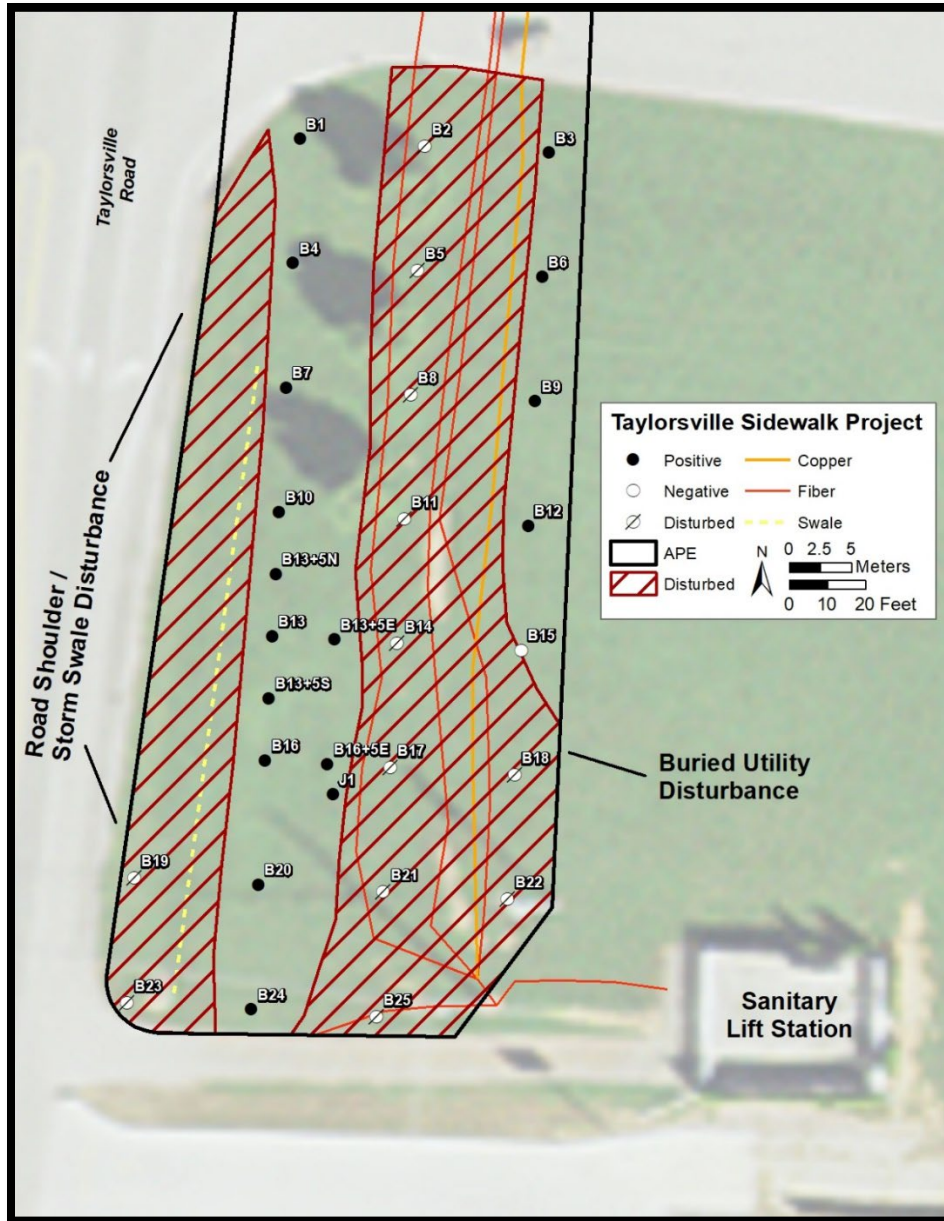 B1
B2
B3
Taylorsville
Road
B4
B5
B6
B7
B8
B9
Taylorsville Sidewalk Project
Positive
Copper
Negative
Fiber
Disturbed
Swale
APE
N
0 2.5 5
Meters
Disturbed
0 10 20 Feet
B10
B11
B12
B13+5N
B13
B13+5E
B14
B15
B13+5S
Road Shoulder /
Storm Swale Disturbance
B16
B16+5E
B17
B18
J1
Buried Utility
Disturbance
B19
B20
B21
B22
B23
B24
B25
Sanitary
Lift Station